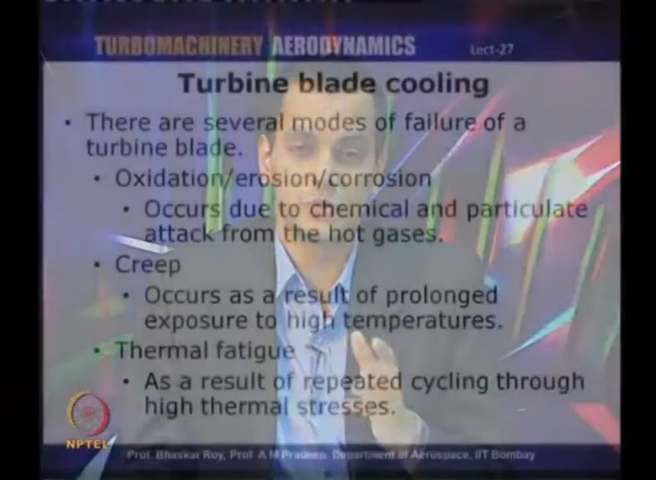 TURBOMACHINERY AERODYNAMICS
Lect-27
Turbine blade cooling
• There are several modes of failure of a
turbine blade.
• Oxidation/erosion/corrosion
• Occurs due to chemical and particulate
attack from the hot gases.
• Creep
• Occurs as a result of prolonged
exposure to high temperatures.
• Thermal fatigue
• As a result of repeated cycling through
high thermal stresses.
NPTEL
Prof. Bhaskar Roy, Prof. A M Pradeep, Department of Aerospace, IIT Bombay